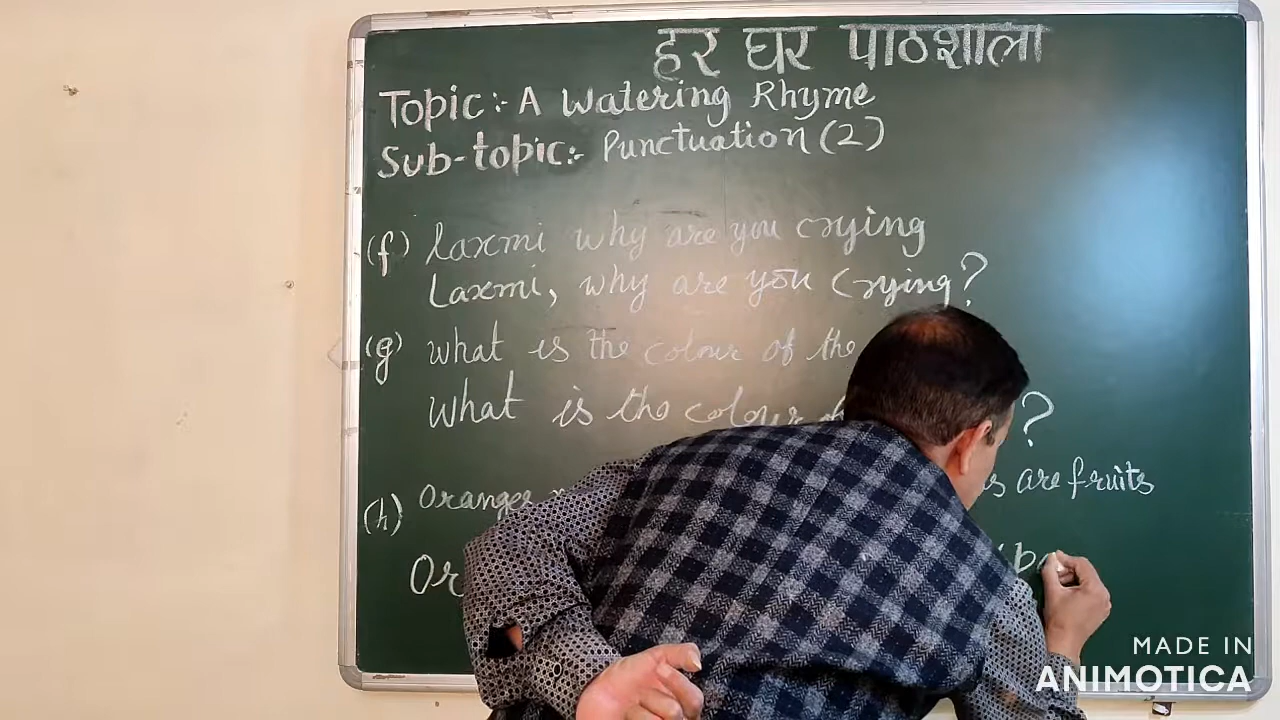 हर घर पाठशाला
Topic:- A Watering Rhyme
Sub-topic:- Punctuation (2)
(f) laxmi why are you crying
Laxmi, why are you crying?
(g) what is the colour of the
What is the colour of ?
(h) oranges are fruits
Or
MADE IN
ANIMOTICA